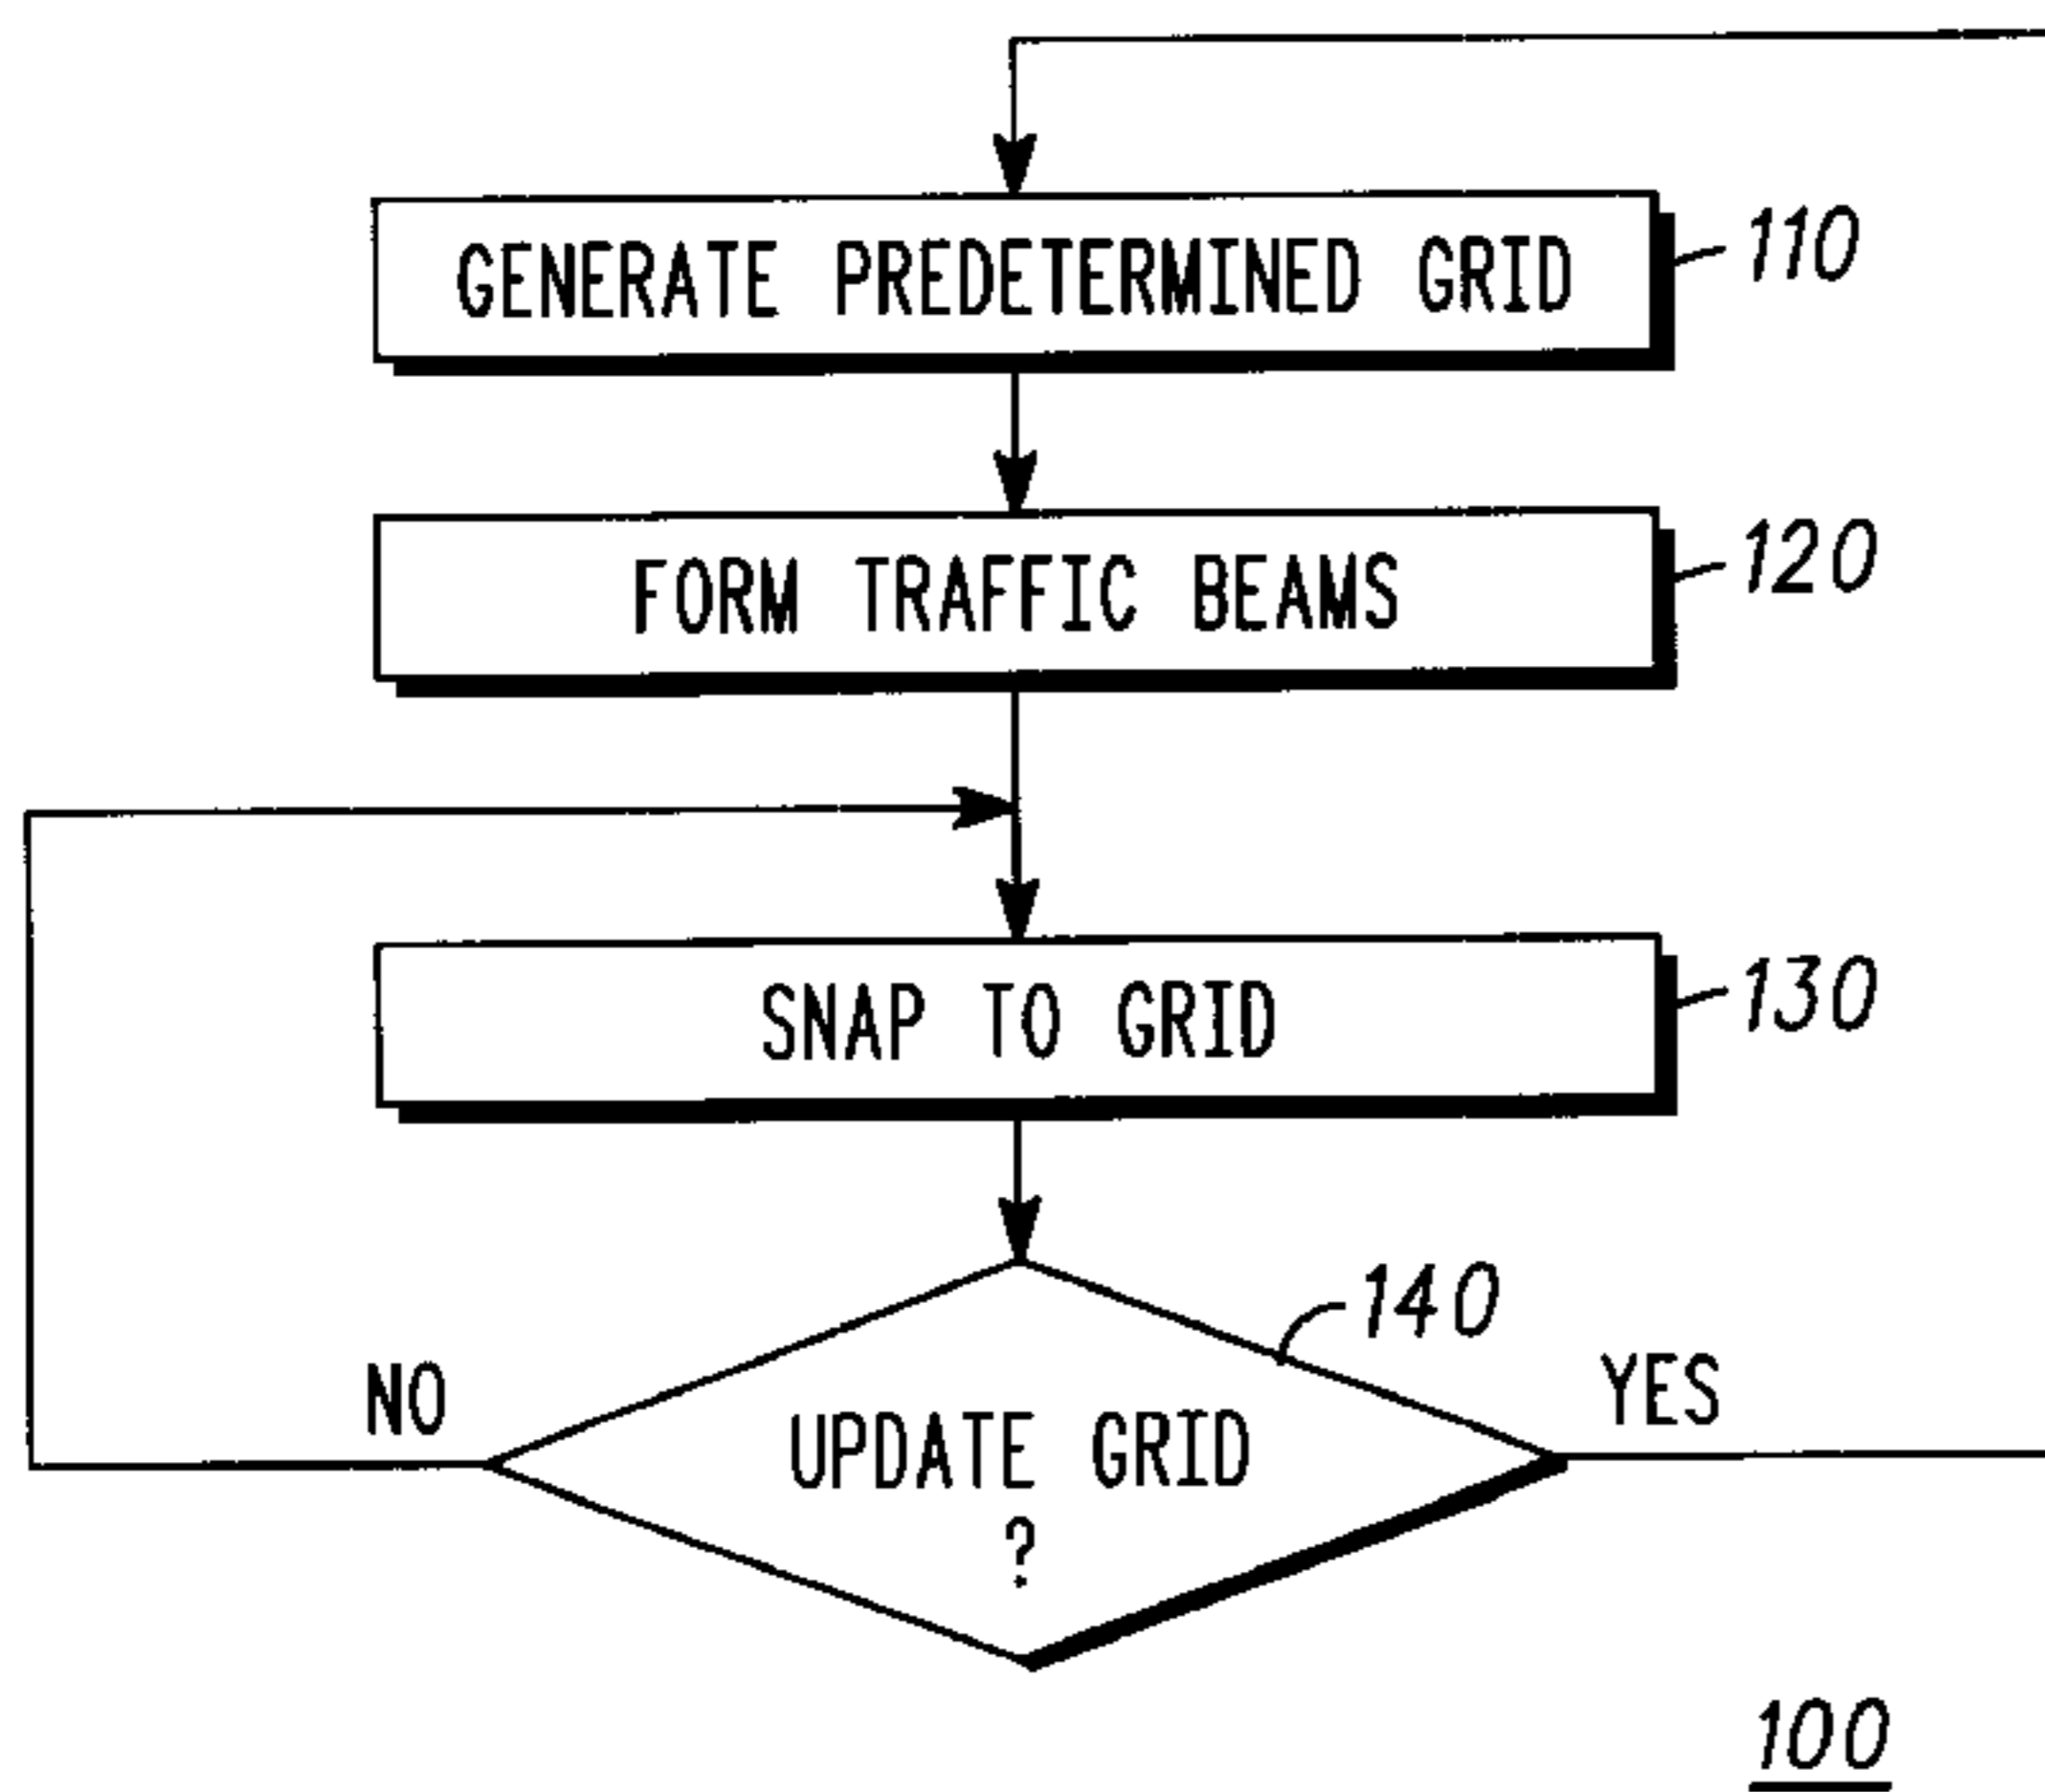 GENERATE PREDETERMINED GRID
110
FORM TRAFFIC BEAMS
120
SNAP TO GRID
130
140
NO
YES
UPDATE GRID
?
100